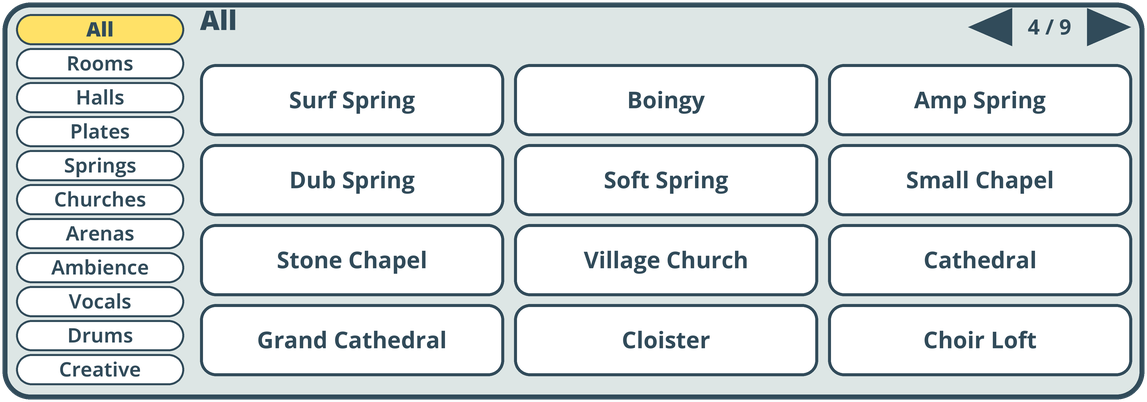 All
Rooms
Halls
Plates
Springs
Churches
Arenas
Ambience
Vocals
Drums
Creative
All
4 / 9
Surf Spring
Boingy
Amp Spring
Dub Spring
Soft Spring
Small Chapel
Stone Chapel
Village Church
Cathedral
Grand Cathedral
Cloister
Choir Loft